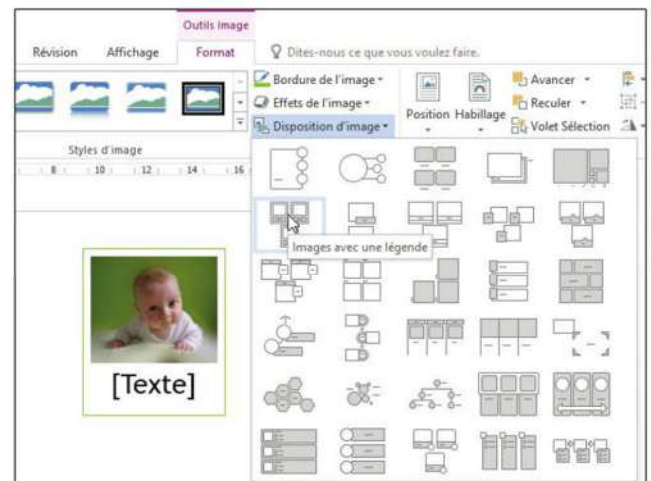 Outils image
Révision Affichage Format Dites-nous ce que vous voulez faire.
Bordure de l'image
Effets de l'image
Disposition d'image
Position Habillage
Avancer
Reculer
Volet Sélection
Styles d'image
8 10 12 14 16
Images avec une légende
[Texte]